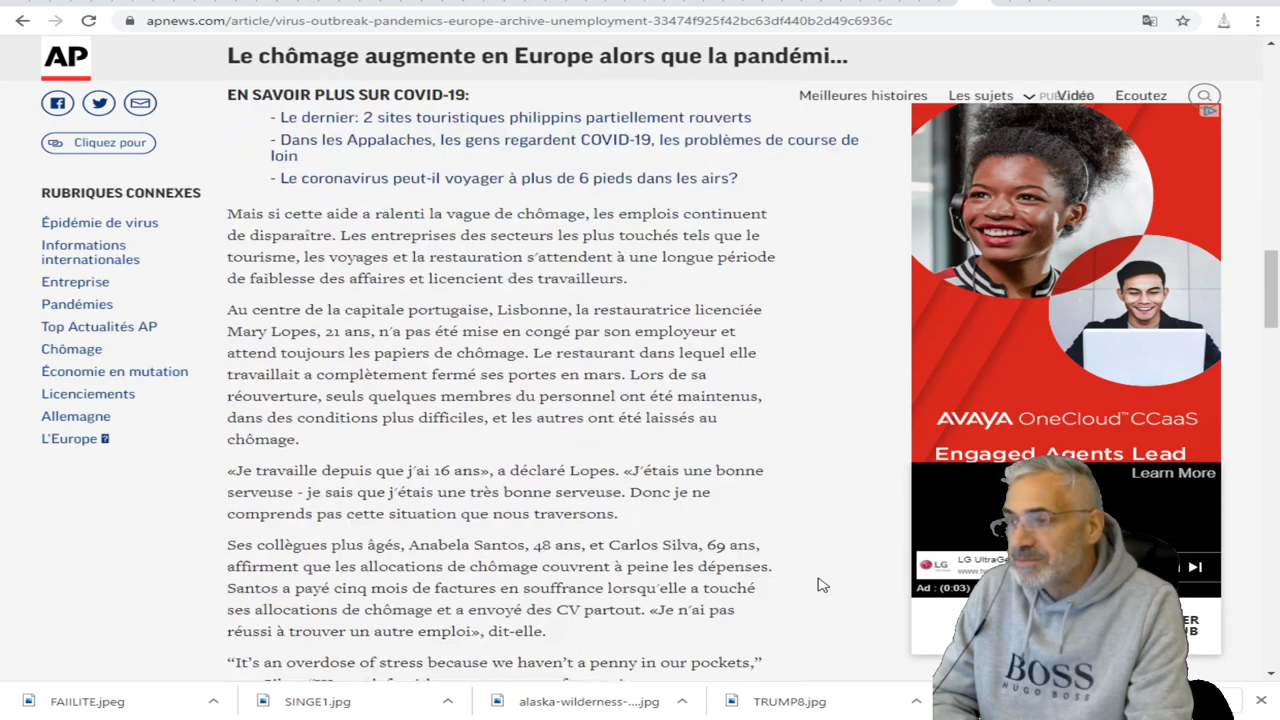 apnews.com/article/virus-outbreak-pandemics-europe-archive-unemployment-33474f925f42bc63df440b2d49c6936c
AP
Le chômage augmente en Europe alors que la pandémi...
Meilleures histoires
Les sujets
Vidéo
Ecoutez
Cliquez pour
RUBRIQUES CONNEXES
Épidémie de virus
Informations
internationales
Entreprise
Pandémies
Top Actualités AP
Chômage
Économie en mutation
Licenciements
Allemagne
L'Europe
EN SAVOIR PLUS SUR COVID-19:
- Le dernier: 2 sites touristiques philippins partiellement rouverts
- Dans les Appalaches, les gens regardent COVID-19, les problèmes de course de
loin
- Le coronavirus peut-il voyager à plus de 6 pieds dans les airs?
Mais si cette aide a ralenti la vague de chômage, les emplois continuent
de disparaître. Les entreprises des secteurs les plus touchés tels que le
tourisme, les voyages et la restauration s'attendent à une longue période
de faiblesse des affaires et licencient des travailleurs.
Au centre de la capitale portugaise, Lisbonne, la restauratrice licenciée
Mary Lopes, 21 ans, n'a pas été mise en congé par son employeur et
attend toujours les papiers de chômage. Le restaurant dans lequel elle
travaillait a complètement fermé ses portes en mars. Lors de sa
réouverture, seuls quelques membres du personnel ont été maintenus,
dans des conditions plus difficiles, et les autres ont été laissés au
chômage.
«Je travaille depuis que j'ai 16 ans», a déclaré Lopes. «J'étais une bonne
serveuse - je sais que j'étais une très bonne serveuse. Donc je ne
comprends pas cette situation que nous traversons.
Ses collègues plus âgés, Anabela Santos, 48 ans, et Carlos Silva, 69 ans,
affirment que les allocations de chômage couvrent à peine les dépenses.
Santos a payé cinq mois de factures en souffrance lorsqu'elle a touché
ses allocations de chômage et a envoyé des CV partout. «Je n'ai pas
réussi à trouver un autre emploi», dit-elle.
“It's an overdose of stress because we haven't a penny in our pockets,”
AVAYA OneCloud™CCaaS
Engaged Agents Lead
Learn More
LG
LG UltraGe
Ad : (0:03)
BOSS
HUGO BOSS
FAIILITE.jpeg
SINGE1.jpg
alaska-wilderness-....jpg
TRUMP8.jpg